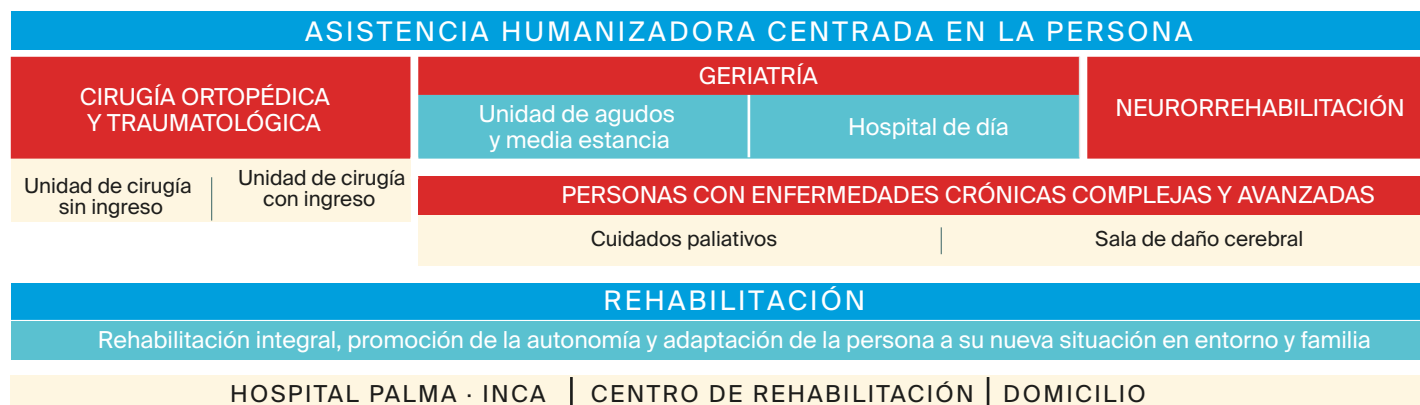 ASISTENCIA HUMANIZADORA CENTRADA EN LA PERSONA
CIRUGÍA ORTOPÉDICA
Y TRAUMATOLÓGICA
Unidad de cirugía
sin ingreso
Unidad de cirugía
con ingreso
GERIATRÍA
Unidad de agudos
y media estancia
Hospital de día
NEURORREHABILITACIÓN
PERSONAS CON ENFERMEDADES CRÓNICAS COMPLEJAS Y AVANZADAS
Cuidados paliativos
Sala de daño cerebral
REHABILITACIÓN
Rehabilitación integral, promoción de la autonomía y adaptación de la persona a su nueva situación en entorno y familia
HOSPITAL PALMA · INCA | CENTRO DE REHABILITACIÓN | DOMICILIO